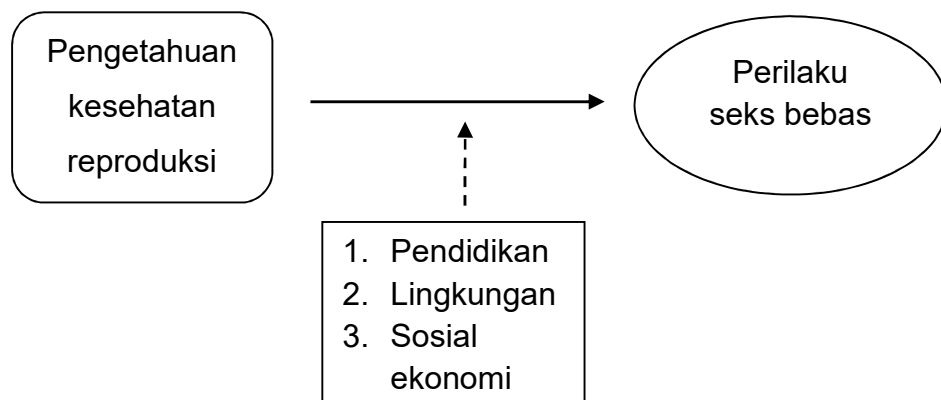 Pengetahuan
kesehatan
reproduksi
Perilaku
seks bebas
1. Pendidikan
2. Lingkungan
3. Sosial
ekonomi